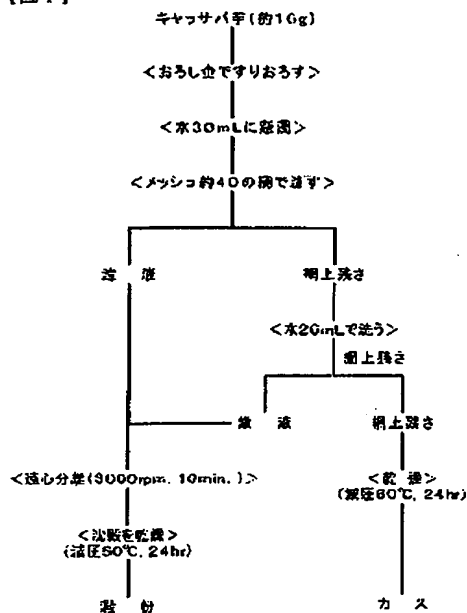 【図1】
キャッサバ芋(約10g)
<おろし金ですりおろす>
<水30mLに懸濁>
<メッシュ約40の網で濾す>
濾液
網上残さ
<水20mLで洗う>
網上残さ
濾液
網上残さ
<遠心分離(3000rpm, 10min.)>
<乾燥>
(減圧60℃, 24hr)
<沈殿を乾燥>
(減圧50℃, 24hr)
澱粉
カス